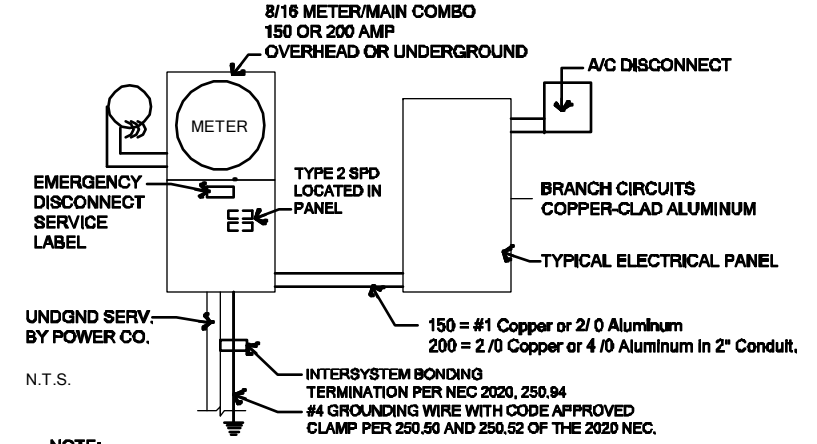 8/16 METER/MAIN COMBO
150 OR 200 AMP
OVERHEAD OR UNDERGROUND
A/C DISCONNECT
METER
EMERGENCY
DISCONNECT
SERVICE
LABEL
TYPE 2 SPD
LOCATED IN
PANEL
BRANCH CIRCUITS
COPPER-CLAD ALUMINUM
TYPICAL ELECTRICAL PANEL
UNDGND SERV.
BY POWER CO.
150 = #1 Copper or 2/ 0 Aluminum
200 = 2 /0 Copper or 4 /0 Aluminum in 2" Conduit.
N.T.S.
INTERSYSTEM BONDING
TERMINATION PER NEC 2020, 250.94
#4 GROUNDING WIRE WITH CODE APPROVED
CLAMP PER 250.50 AND 250.52 OF THE 2020 NEC.
NOTE: